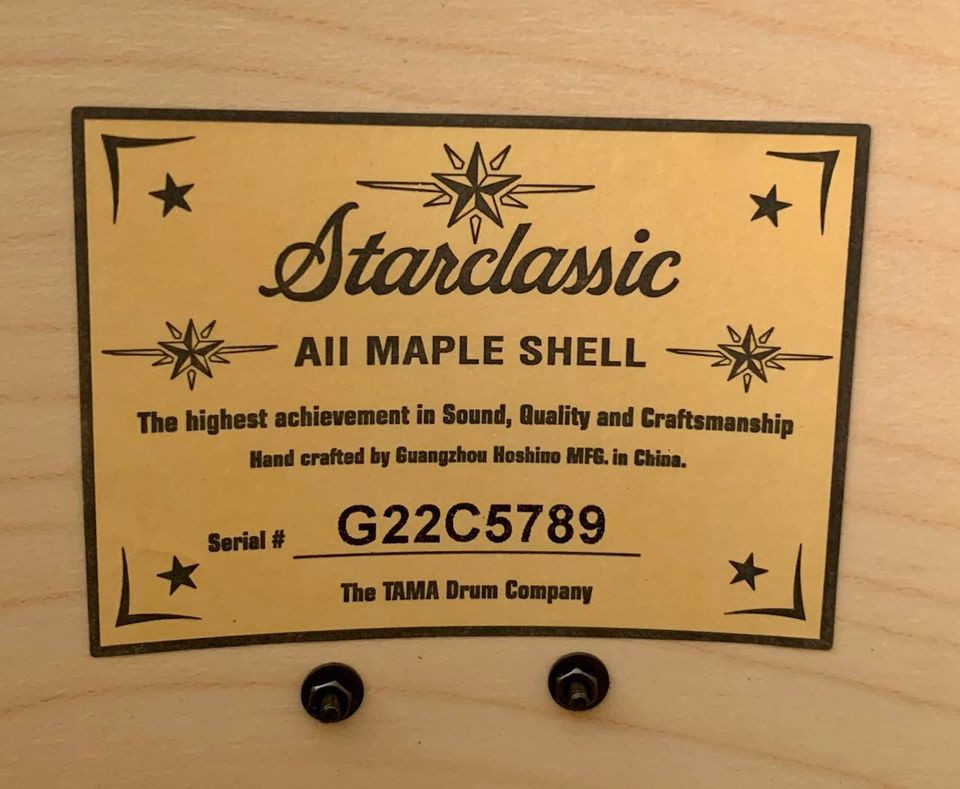 Starclassic
All MAPLE SHELL
The highest achievement in Sound, Quality and Craftsmanship
Hand crafted by Guangzhou Hoshino MFG. in China.
Serial # G22C5789
The TAMA Drum Company